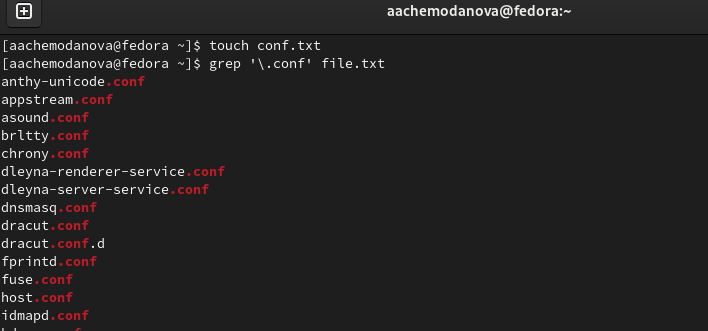 aachemodanova@fedora:~
[aachemodanova@fedora ~]$ touch conf.txt
[aachemodanova@fedora ~]$ grep '\.conf' file.txt
anthy-unicode.conf
appstream.conf
asound.conf
brltty.conf
chrony.conf
dleyna-renderer-service.conf
dleyna-server-service.conf
dnsmasq.conf
dracut.conf
dracut.conf.d
fprintd.conf
fuse.conf
host.conf
idmapd.conf